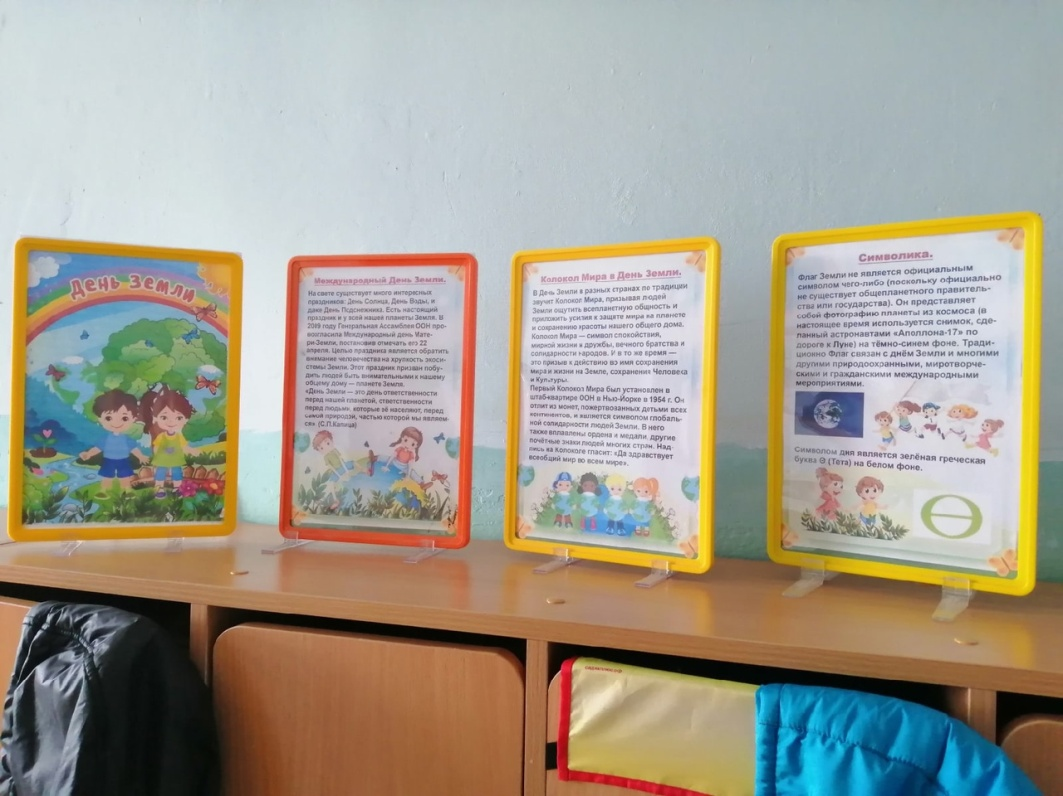 День Земли
Международный День Земли.
На свете существует много интересных
праздников: День Солнца, День Воды, и
даже День Подснежника. Есть настоящий
праздник и у всей нашей планеты Земля. В
2009 году Генеральная Ассамблея ООН про-
возгласила Международный день Мате-
ри-Земли, постановив отмечать его 22
апреля. Целью праздника является обратить
внимание человечества на хрупкость экоси-
стемы Земли. Этот праздник призван побу-
дить людей быть внимательными к нашему
общему дому — планете Земля.
«День Земли — это день ответственности
перед нашей планетой, ответственности
перед людьми, которые её населяют, перед
самой природой, частью которой мы являем-
ся» (С.П.Капица)
Колокол Мира в День Земли.
В День Земли в разных странах по традиции
звучит Колокол Мира, призывая людей
Земли ощутить всепланетную общность и
приложить усилия к защите мира на планете
и сохранению красоты нашего общего дома.
Колокол Мира — символ спокойствия,
мирной жизни и дружбы, вечного братства и
солидарности народов. И в то же время —
это призыв к действию во имя сохранения
мира и жизни на Земле, сохранения Человека
и Культуры.
Первый Колокол Мира был установлен в
штаб-квартире ООН в Нью-Йорке в 1954 г. Он
отлит из монет, пожертвованных детьми всех
континентов, и является символом глобаль-
ной солидарности людей Земли. В него
также вплавлены ордена и медали, другие
почётные знаки людей многих стран. Над-
пись на Колоколе гласит: «Да здравствует
всеобщий мир во всем мире».
Символика.
Флаг Земли не является официальным
символом чего-либо (поскольку официально
не существует общепланетного правитель-
ства или государства). Он представляет
собой фотографию планеты из космоса (в
настоящее время используется снимок, сде-
ланный астронавтами «Аполлона-17» по
дороге к Луне) на тёмно-синем фоне. Тради-
ционно Флаг связан с днём Земли и многими
другими природоохранными, миротворче-
скими и гражданскими международными
мероприятиями.
Символом дня является зелёная греческая
буква Θ (Тета) на белом фоне.
Θ